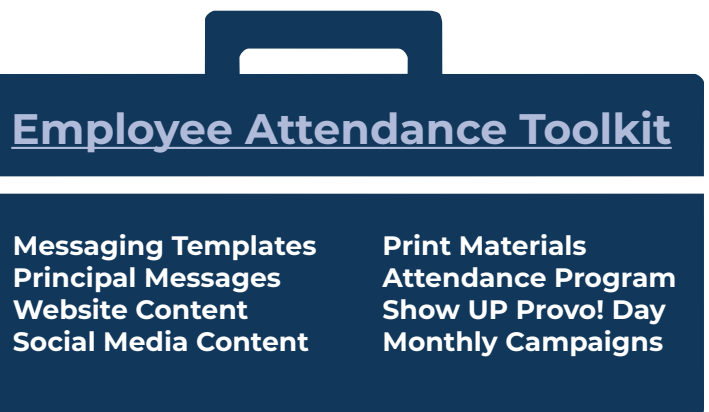 Employee Attendance Toolkit
Messaging Templates
Principal Messages
Website Content
Social Media Content
Print Materials
Attendance Program
Show UP Provo! Day
Monthly Campaigns